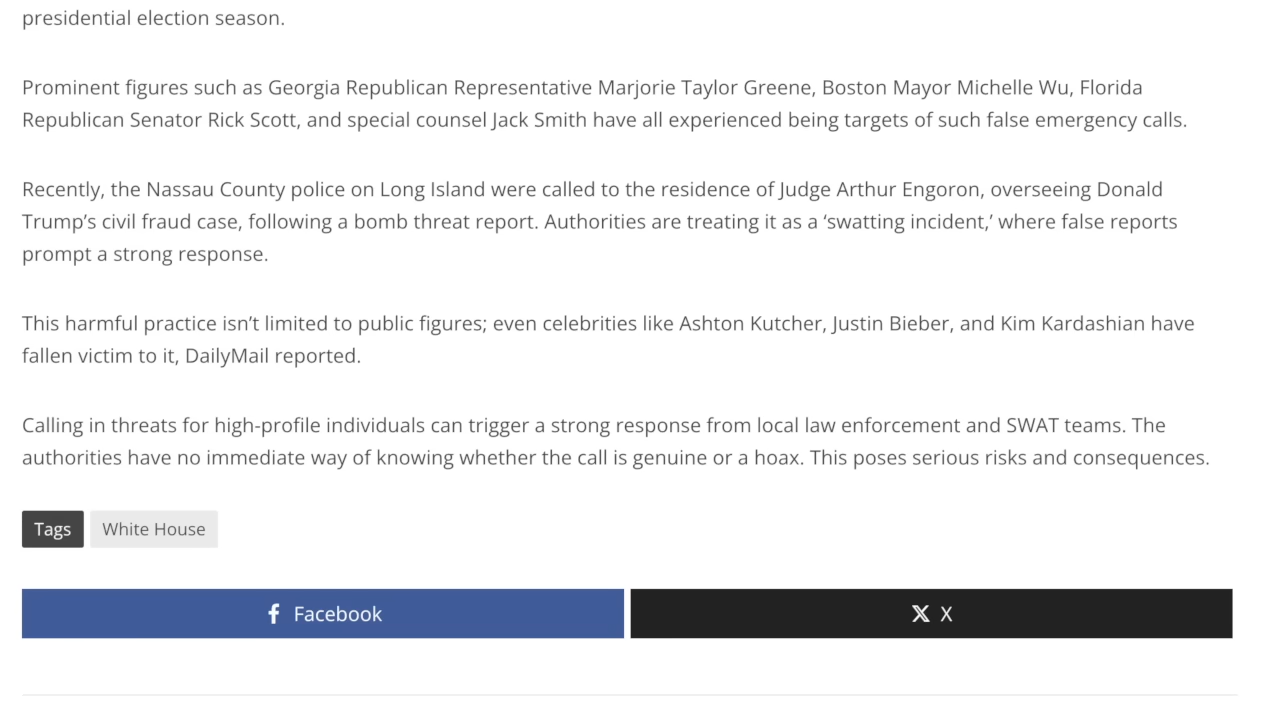 presidential election season.
Prominent figures such as Georgia Republican Representative Marjorie Taylor Greene, Boston Mayor Michelle Wu, Florida
Republican Senator Rick Scott, and special counsel Jack Smith have all experienced being targets of such false emergency calls.
Recently, the Nassau County police on Long Island were called to the residence of Judge Arthur Engoron, overseeing Donald
Trump’s civil fraud case, following a bomb threat report. Authorities are treating it as a ‘swatting incident,’ where false reports
prompt a strong response.
This harmful practice isn’t limited to public figures; even celebrities like Ashton Kutcher, Justin Bieber, and Kim Kardashian have
fallen victim to it, DailyMail reported.
Calling in threats for high-profile individuals can trigger a strong response from local law enforcement and SWAT teams. The
authorities have no immediate way of knowing whether the call is genuine or a hoax. This poses serious risks and consequences.
Tags White House
Facebook X